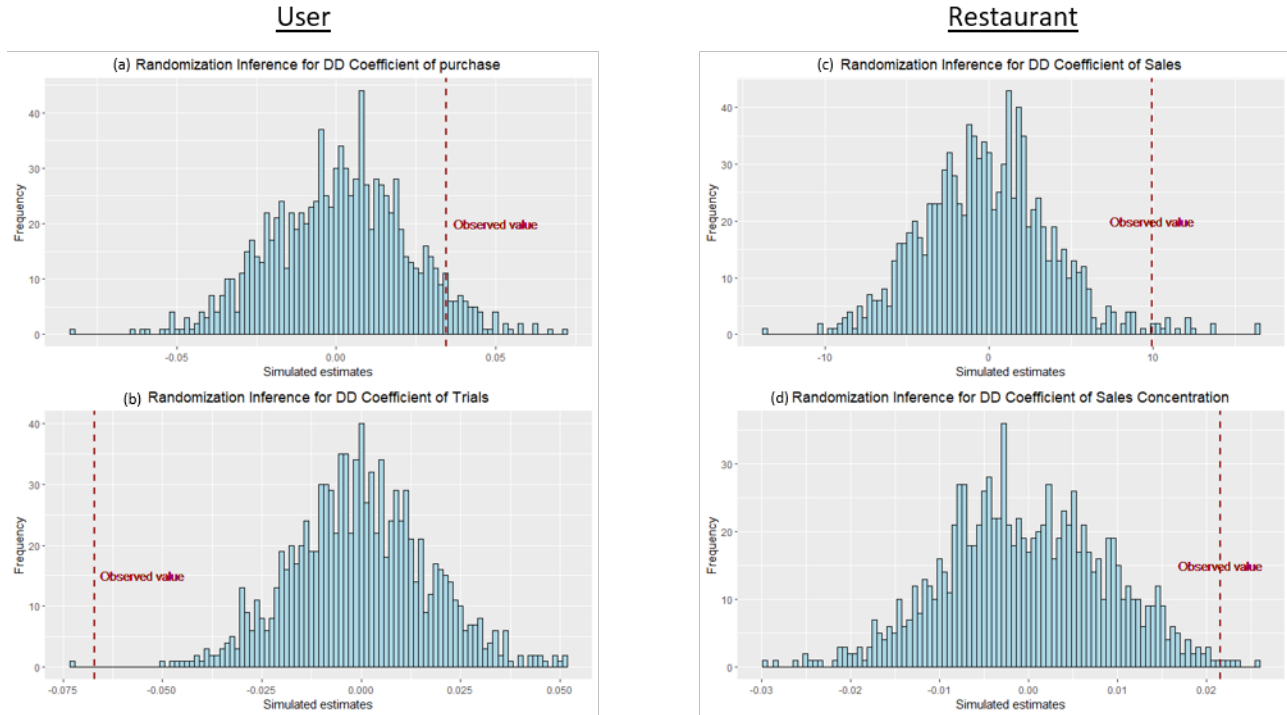 User
Restaurant
(a) Randomization Inference for DD Coefficient of purchase
Frequency
40
30
20
10
0
Observed value
-0.05
0.00
0.05
Simulated estimates
(b) Randomization Inference for DD Coefficient of Trials
Frequency
40
30
20
10
0
Observed value
-0.075
-0.050
-0.025
0.000
0.025
0.050
Simulated estimates
(c) Randomization Inference for DD Coefficient of Sales
Frequency
40
30
20
10
0
Observed value
-10
0
10
Simulated estimates
(d) Randomization Inference for DD Coefficient of Sales Concentration
Frequency
30
20
10
0
Observed value
-0.03
-0.02
-0.01
0.00
0.01
0.02
Simulated estimates